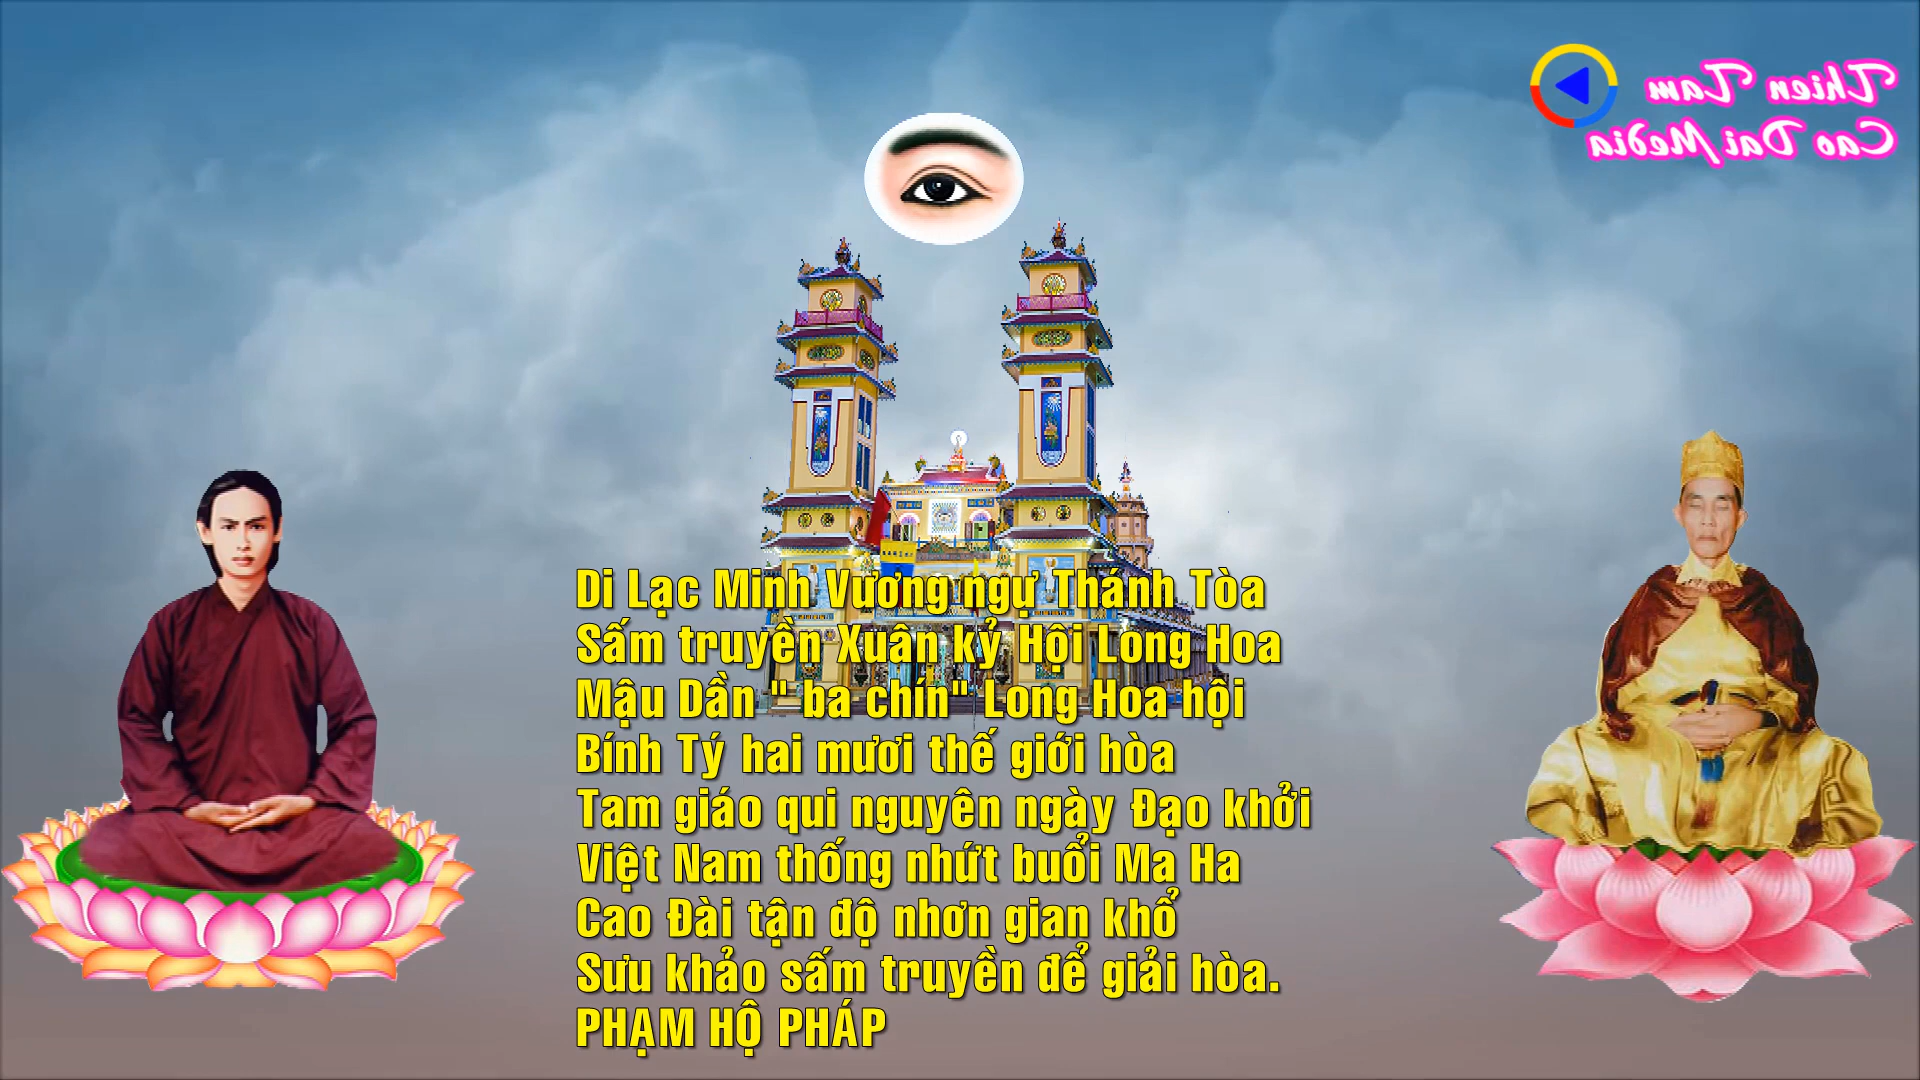 Thien Tam
Cao Dai Media
Di Lạc Minh Vương ngự Thánh Tòa
Sấm truyền Xuân kỷ Hội Long Hoa
Mậu Dần " ba chín" Long Hoa hội
Bính Tý hai mươi thế giới hòa
Tam giáo qui nguyên ngày Đạo khởi
Việt Nam thống nhứt buổi Ma Ha
Cao Đài tận độ nhơn gian khổ
Sưu khảo sấm truyền để giải hòa.
PHẠM HỘ PHÁP